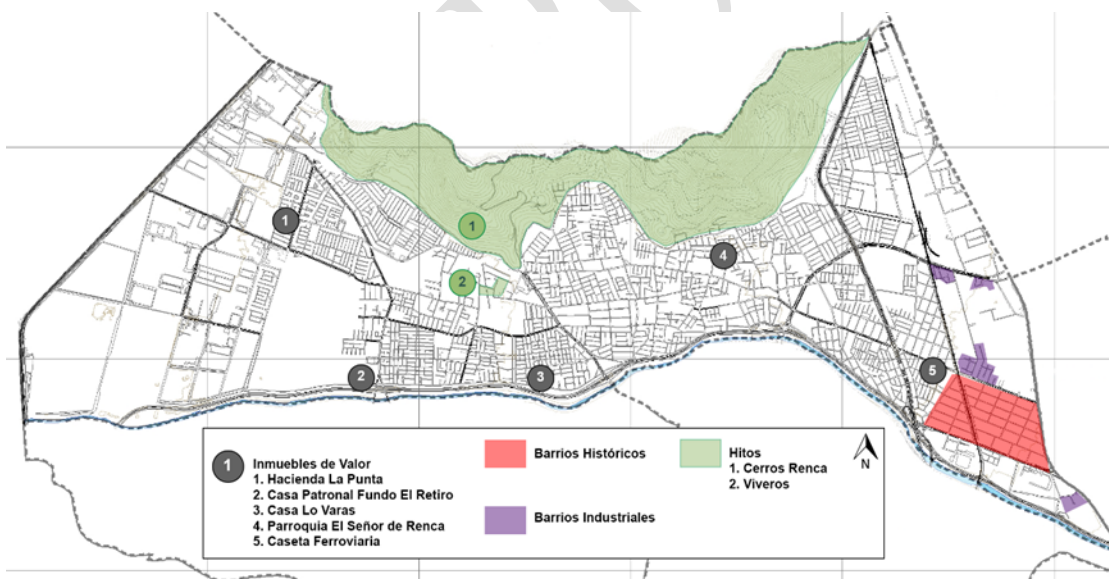 1
1
2
4
5
2
3
1
Inmuebles de Valor
1. Hacienda La Punta
2. Casa Patronal Fundo El Retiro
3. Casa Lo Varas
4. Parroquia El Señor de Renca
5. Caseta Ferroviaria
Barrios Históricos
Barrios Industriales
Hitos
1. Cerros Renca
2. Viveros
N